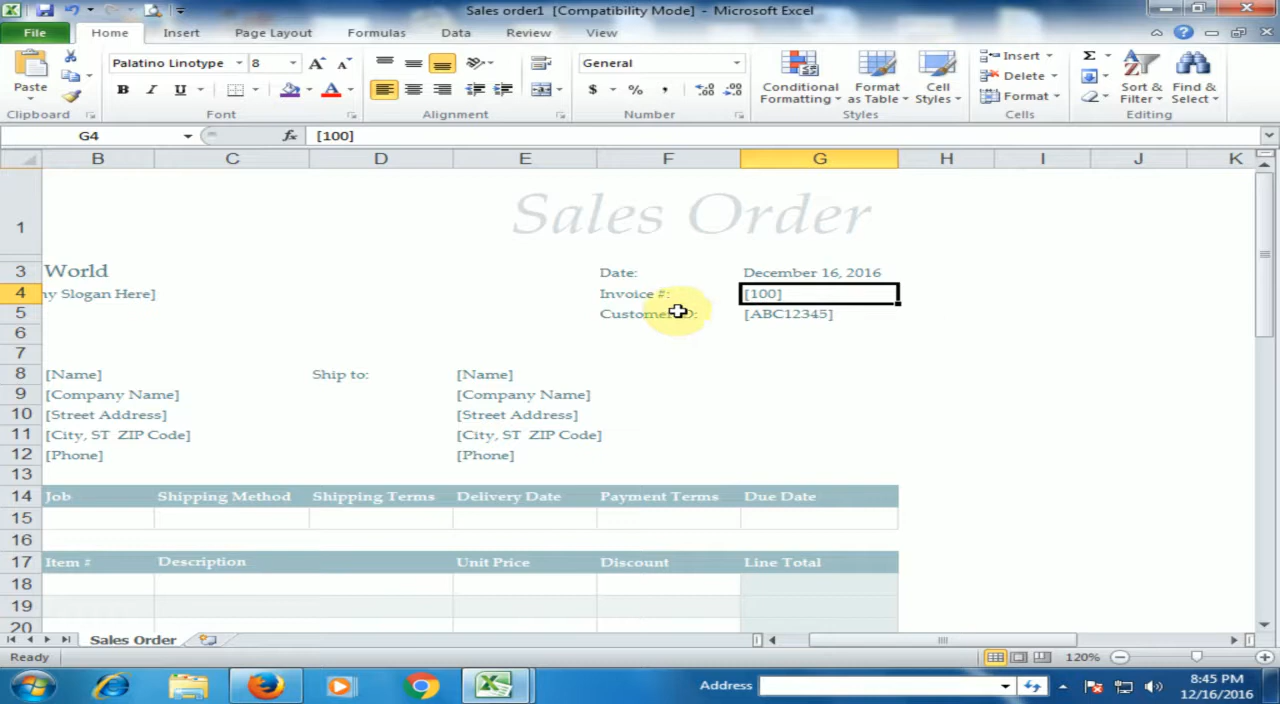 Sales order1 [Compatibility Mode] - Microsoft Excel
File Home Insert Page Layout Formulas Data Review View
Palatino Linotype 8 General
Paste B I U $ % , Conditional Formatting Format as Table Cell Styles Insert Delete Format Σ Sort & Filter Find & Select
Clipboard Font Alignment Number Styles Cells Editing
G4 fx [100]
B C D E F G H I J K
1 Sales Order
3 World Date: December 16, 2016
4 ny Slogan Here] Invoice #: [100]
5 Customer ID: [ABC12345]
6
7
8 [Name] Ship to: [Name]
9 [Company Name] [Company Name]
10 [Street Address] [Street Address]
11 [City, ST ZIP Code] [City, ST ZIP Code]
12 [Phone] [Phone]
13
14 Job Shipping Method Shipping Terms Delivery Date Payment Terms Due Date
15
16
17 Item # Description Unit Price Discount Line Total
18
19
20
Sales Order
Ready 120%
Address 8:45 PM
12/16/2016